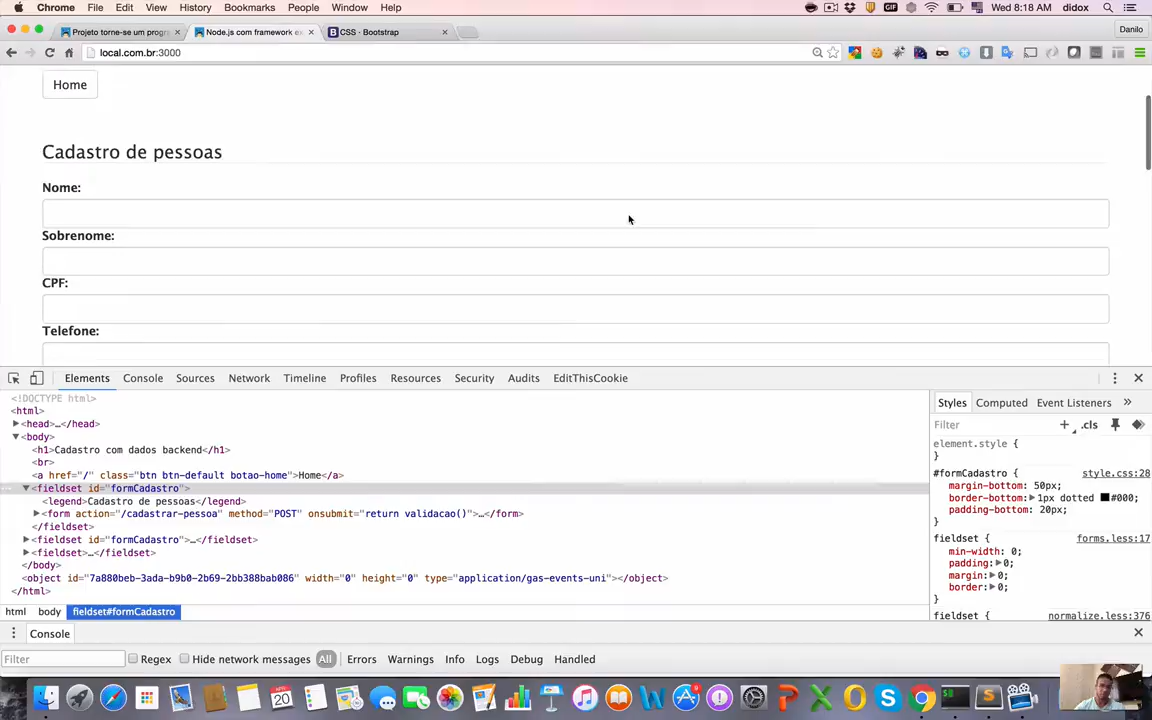 Chrome File Edit View History Bookmarks People Window Help GIF Wed 8:18 AM didox
Projeto torne-se um progr × Node.js com framework ex × CSS · Bootstrap × Danilo
local.com.br:3000
Home
Cadastro de pessoas
Nome:
Sobrenome:
CPF:
Telefone:
Elements Console Sources Network Timeline Profiles Resources Security Audits EditThisCookie
<!DOCTYPE html>
<html>
<head>…</head>
<body>
<h1>Cadastro com dados backend</h1>
<br>
<a href="/" class="btn btn-default botao-home">Home</a>
<fieldset id="formCadastro">
<legend>Cadastro de pessoas</legend>
<form action="/cadastrar-pessoa" method="POST" onsubmit="return validacao()">…</form>
</fieldset>
<fieldset id="formCadastro">…</fieldset>
<fieldset>…</fieldset>
</body>
<object id="7a880beb-3ada-b9b0-2b69-2bb388bab086" width="0" height="0" type="application/gas-events-uni"></object>
</html>
html body fieldset#formCadastro
Styles Computed Event Listeners »
Filter + .cls
element.style {
}
#formCadastro { style.css:28
margin-bottom: 50px;
border-bottom: 1px dotted #000;
padding-bottom: 20px;
}
fieldset { forms.less:17
min-width: 0;
padding: 0;
margin: 0;
border: 0;
}
fieldset { normalize.less:376
Console
Filter Regex Hide network messages All Errors Warnings Info Logs Debug Handled